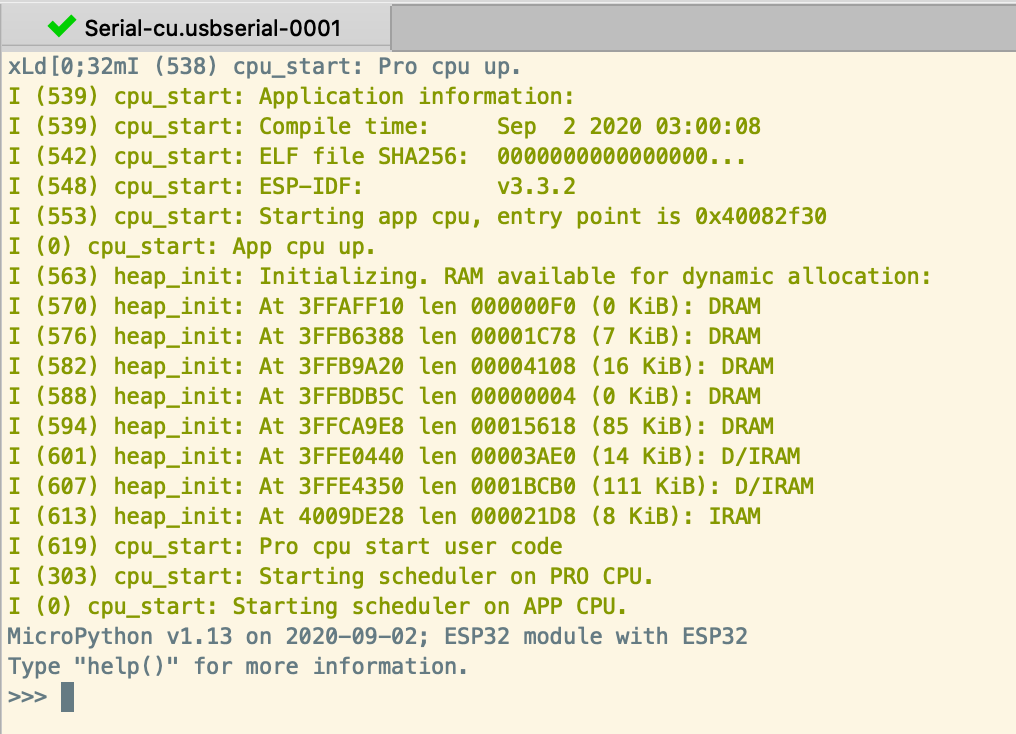 Serial-cu.usbserial-0001
xLd[0;32mI (538) cpu_start: Pro cpu up.
I (539) cpu_start: Application information:
I (539) cpu_start: Compile time:     Sep  2 2020 03:00:08
I (542) cpu_start: ELF file SHA256:  0000000000000000...
I (548) cpu_start: ESP-IDF:          v3.3.2
I (553) cpu_start: Starting app cpu, entry point is 0x40082f30
I (0) cpu_start: App cpu up.
I (563) heap_init: Initializing. RAM available for dynamic allocation:
I (570) heap_init: At 3FFAFF10 len 000000F0 (0 KiB): DRAM
I (576) heap_init: At 3FFB6388 len 00001C78 (7 KiB): DRAM
I (582) heap_init: At 3FFB9A20 len 00004108 (16 KiB): DRAM
I (588) heap_init: At 3FFBDB5C len 00000004 (0 KiB): DRAM
I (594) heap_init: At 3FFCA9E8 len 00015618 (85 KiB): DRAM
I (601) heap_init: At 3FFE0440 len 00003AE0 (14 KiB): D/IRAM
I (607) heap_init: At 3FFE4350 len 0001BCB0 (111 KiB): D/IRAM
I (613) heap_init: At 4009DE28 len 000021D8 (8 KiB): IRAM
I (619) cpu_start: Pro cpu start user code
I (303) cpu_start: Starting scheduler on PRO CPU.
I (0) cpu_start: Starting scheduler on APP CPU.
MicroPython v1.13 on 2020-09-02; ESP32 module with ESP32
Type "help()" for more information.
>>>